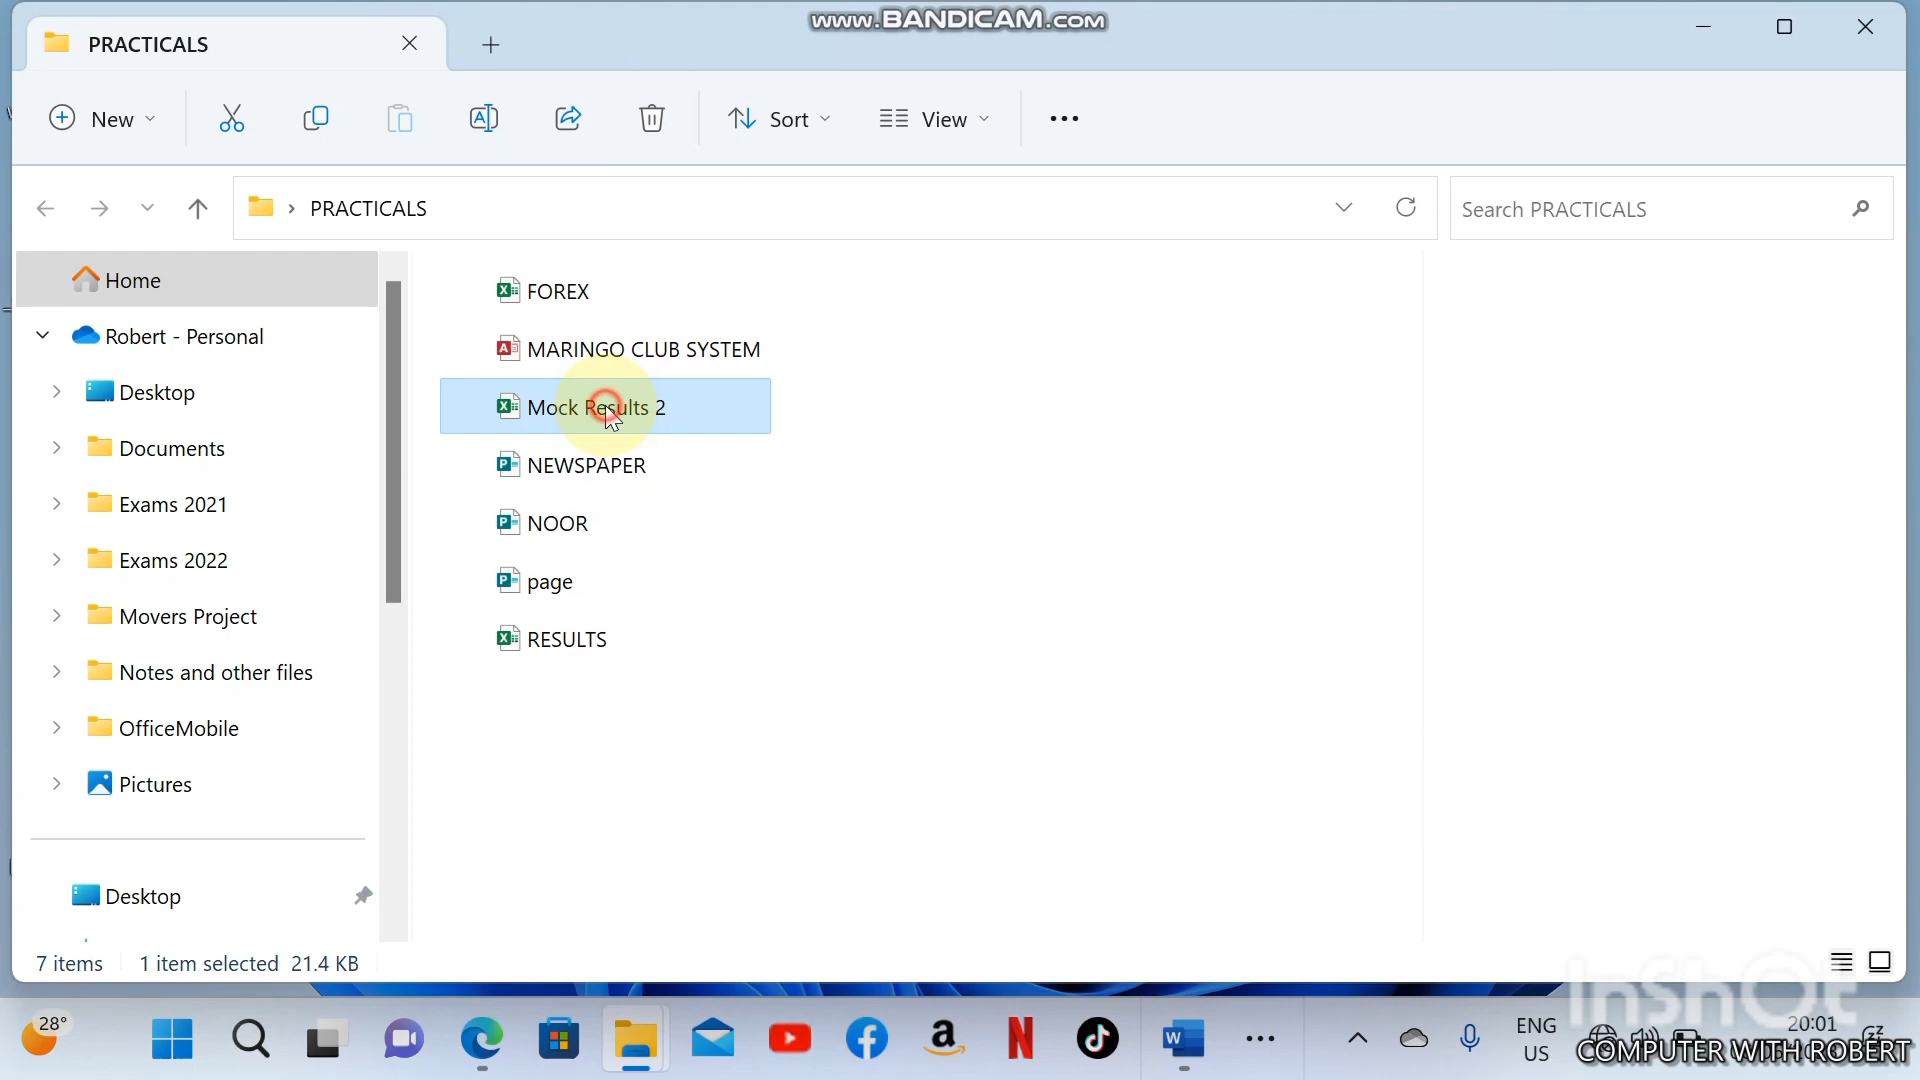 www.BANDICAM.com
PRACTICALS
New
Sort
View
PRACTICALS
Search PRACTICALS
Home
Robert - Personal
Desktop
Documents
Exams 2021
Exams 2022
Movers Project
Notes and other files
OfficeMobile
Pictures
Desktop
FOREX
MARINGO CLUB SYSTEM
Mock Results 2
NEWSPAPER
NOOR
page
RESULTS
7 items
1 item selected 21.4 KB
InShOt
28°
ENG
US
20:01
COMPUTER WITH ROBERT